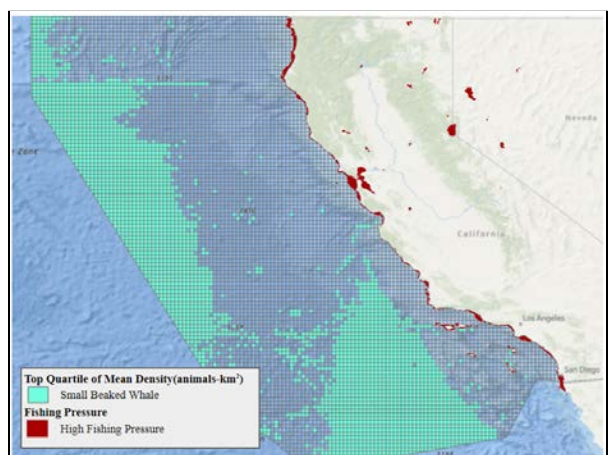 Nevada
Zone
California
Los Angeles
San Diego
Top Quartile of Mean Density(animals-km²)
Small Beaked Whale
Fishing Pressure
High Fishing Pressure